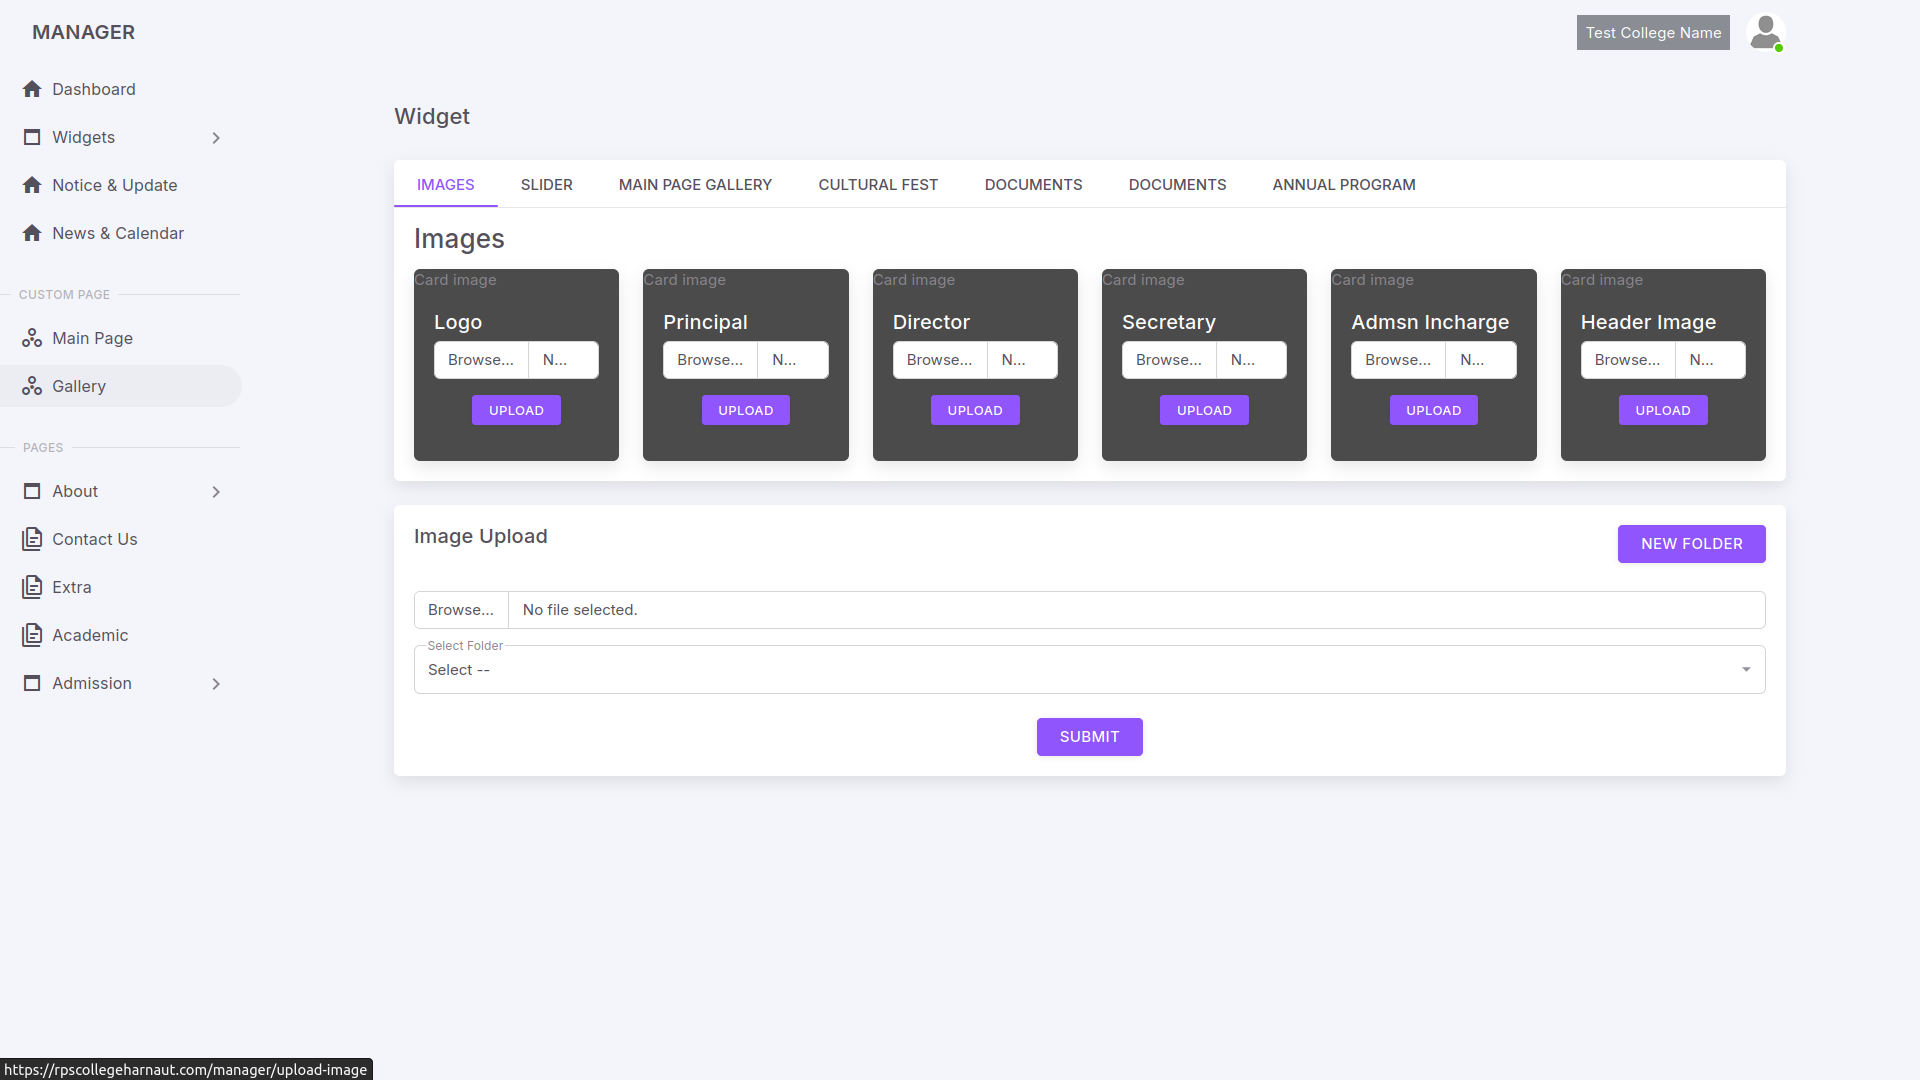 MANAGER
Test College Name
Dashboard
Widgets
Notice & Update
News & Calendar
CUSTOM PAGE
Main Page
Gallery
PAGES
About
Contact Us
Extra
Academic
Admission
Widget
IMAGES SLIDER MAIN PAGE GALLERY CULTURAL FEST DOCUMENTS DOCUMENTS ANNUAL PROGRAM
Images
Card image Card image Card image Card image Card image Card image
Logo Principal Director Secretary Admsn Incharge Header Image
Browse... N... Browse... N... Browse... N... Browse... N... Browse... N... Browse... N...
UPLOAD UPLOAD UPLOAD UPLOAD UPLOAD UPLOAD
Image Upload
NEW FOLDER
Browse... No file selected.
Select Folder
Select --
SUBMIT
https://rpscollegeharnaut.com/manager/upload-image